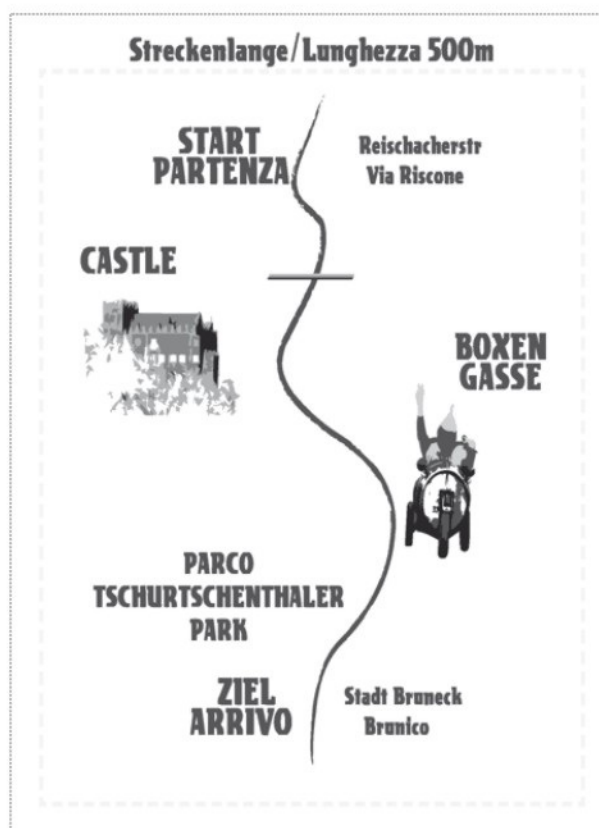 Streckenlange/Lunghezza 500m
START
PARTENZA
Reischacherstr
Via Riscone
CASTLE
BOXEN
GASSE
PARCO
TSCHURTSCHENTHALER
PARK
ZIEL
ARRIVO
Stadt Bruneck
Brunico